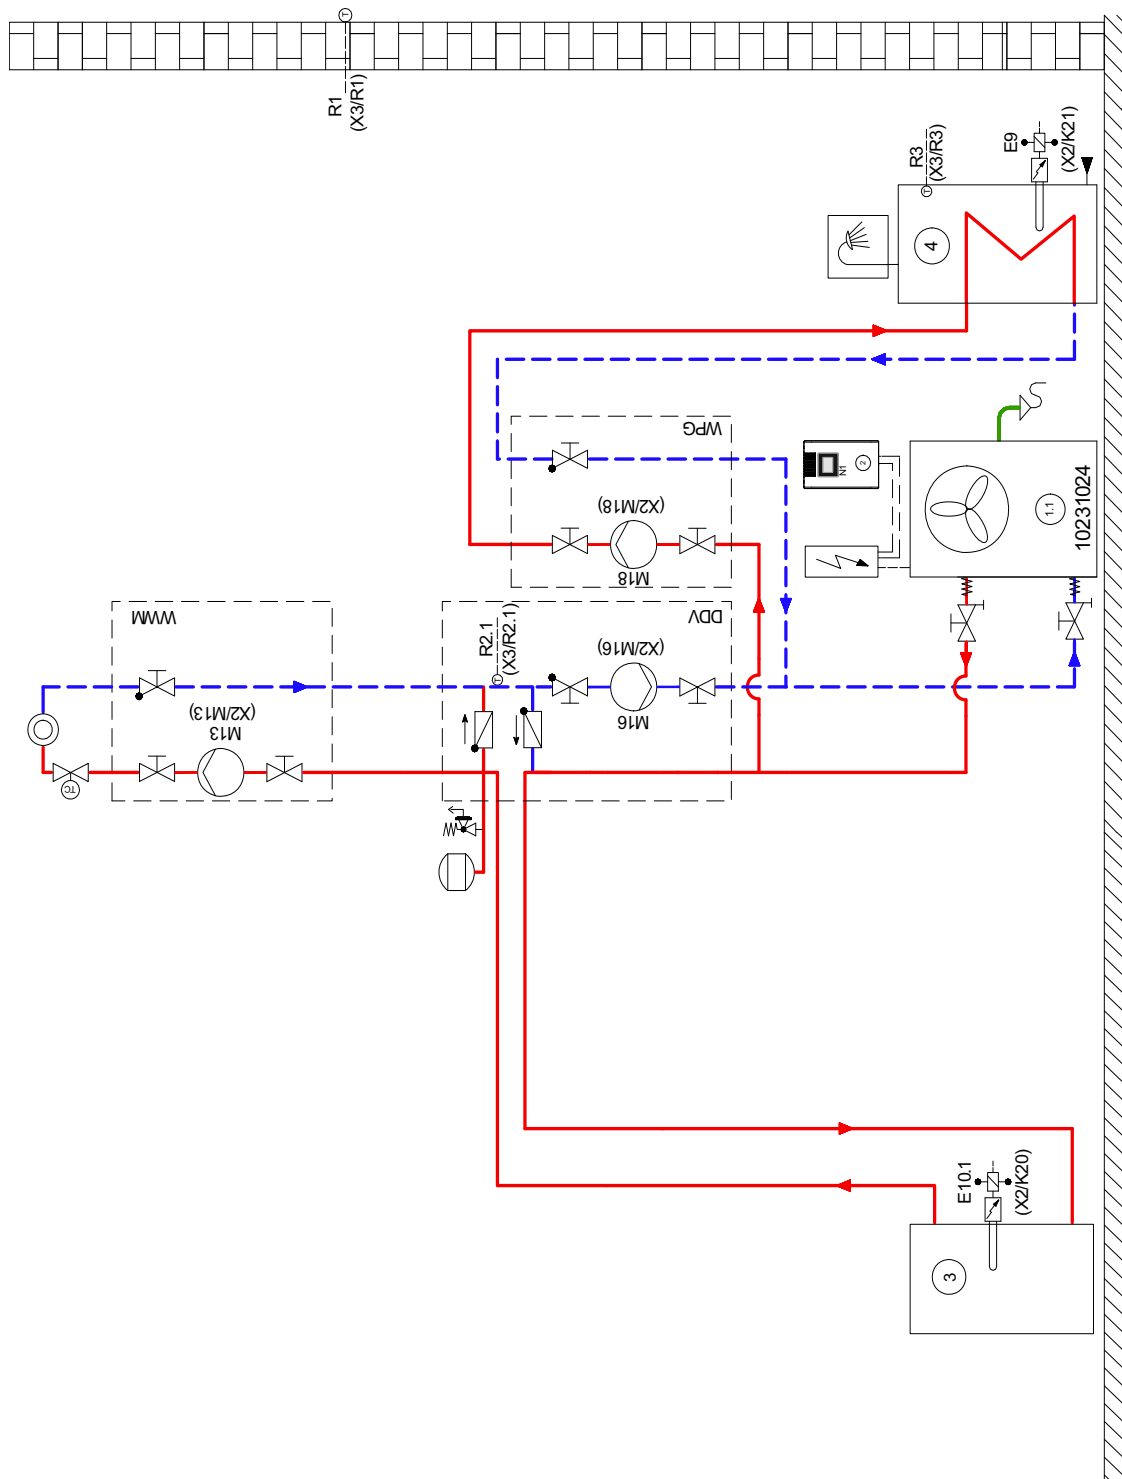 R1
(X3/R1)
T
R3
(X3/R3)
T
E9
(X2/K21)
4
WPG
M18
(X2/M18)
N1
2
1.1
10231024
WWM
M13
(X2/M13)
TC
DDV
R2.1
(X3/R2.1)
T
M16
(X2/M16)
E10.1
(X2/K20)
3